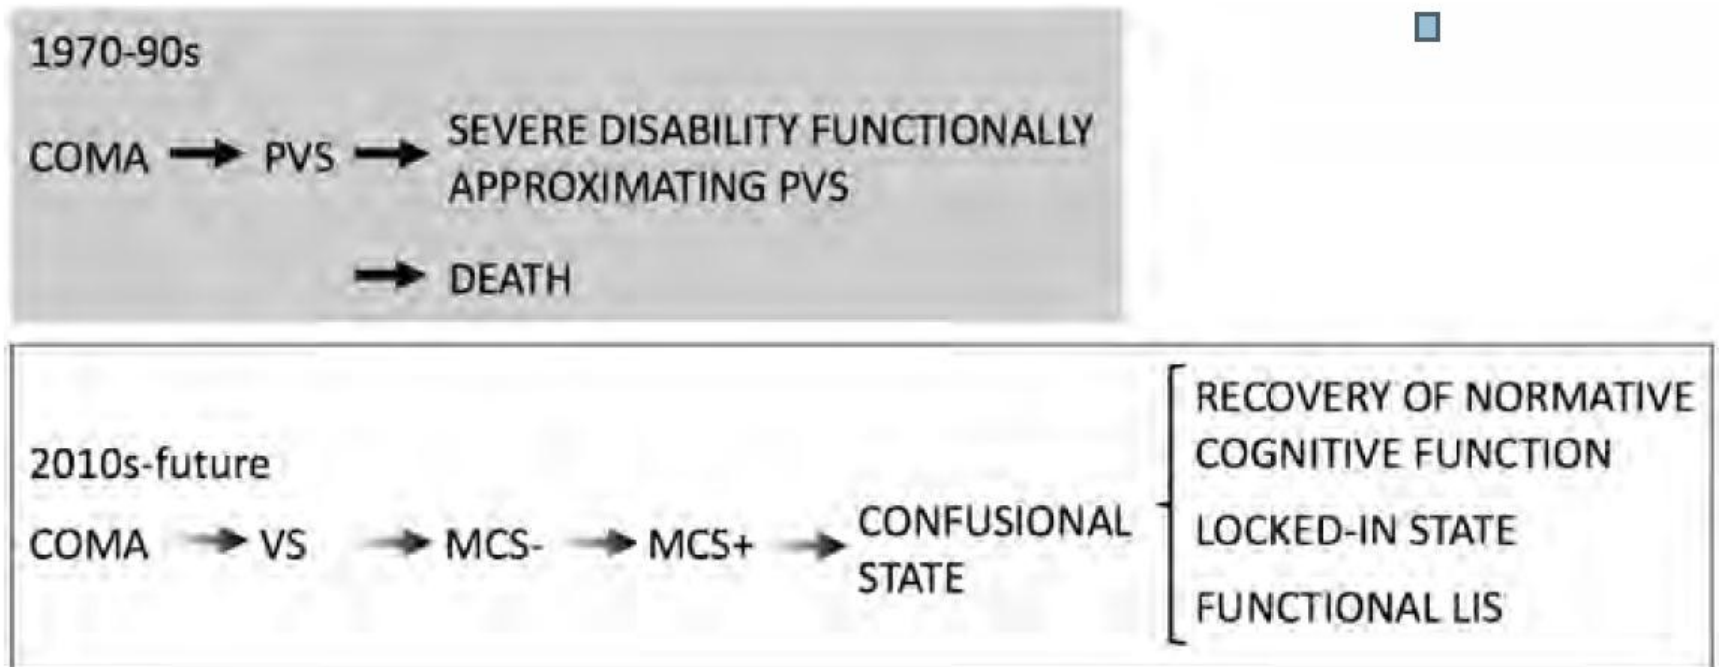 1970-90s
COMA PVS SEVERE DISABILITY FUNCTIONALLY
APPROXIMATING PVS
DEATH
2010s-future
COMA VS MCS- MCS+ CONFUSIONAL
STATE
RECOVERY OF NORMATIVE
COGNITIVE FUNCTION
LOCKED-IN STATE
FUNCTIONAL LIS